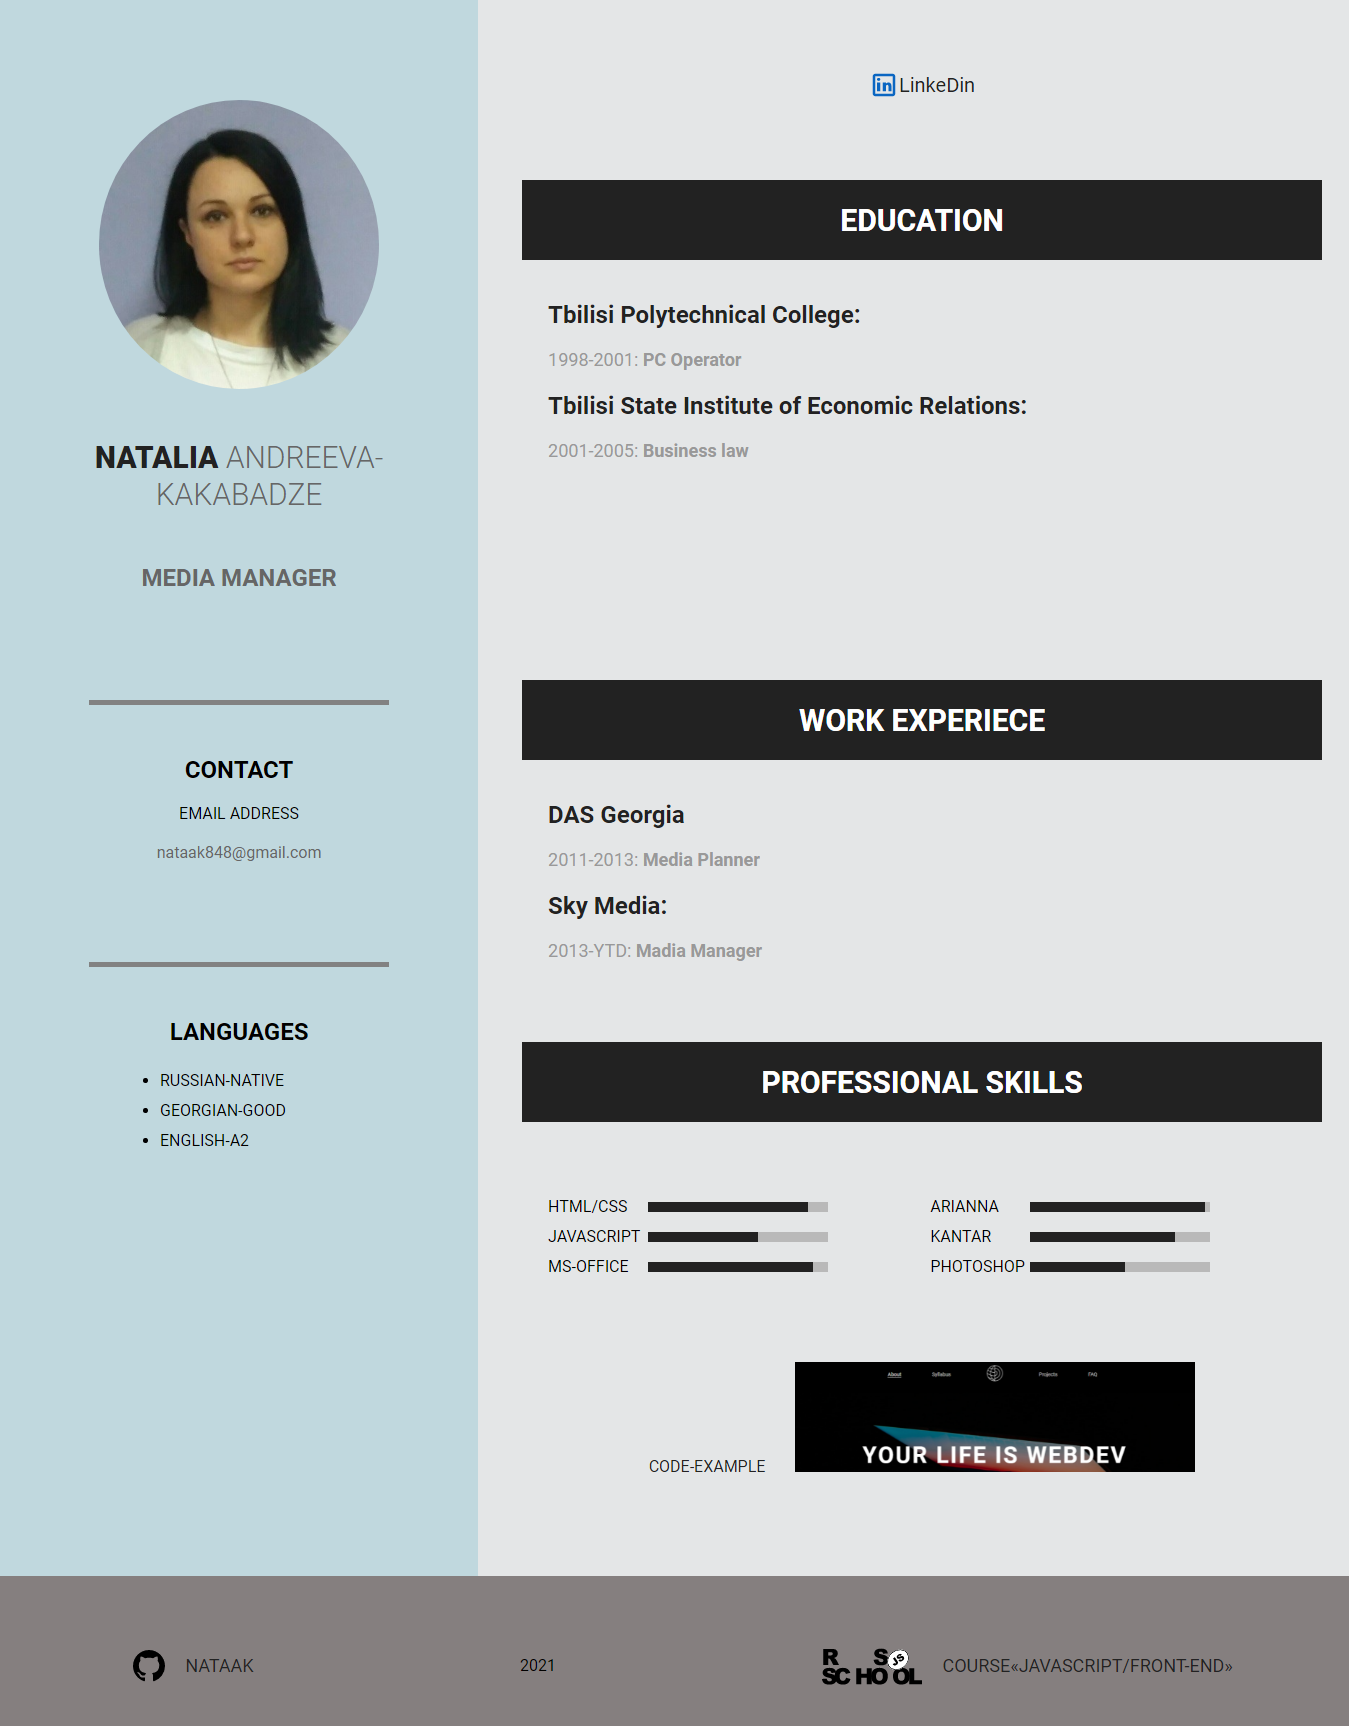 NATALIA ANDREEVA-
KAKABADZE
MEDIA MANAGER
CONTACT
EMAIL ADDRESS
nataak848@gmail.com
LANGUAGES
RUSSIAN-NATIVE
GEORGIAN-GOOD
ENGLISH-A2
LinkeDin
EDUCATION
Tbilisi Polytechnical College:
1998-2001: PC Operator
Tbilisi State Institute of Economic Relations:
2001-2005: Business law
WORK EXPERIECE
DAS Georgia
2011-2013: Media Planner
Sky Media:
2013-YTD: Madia Manager
PROFESSIONAL SKILLS
HTML/CSS
JAVASCRIPT
MS-OFFICE
ARIANNA
KANTAR
PHOTOSHOP
About Syllabus Projects FAQ
YOUR LIFE IS WEBDEV
CODE-EXAMPLE
NATAAK
2021
RS JS
SCHOOL
COURSE«JAVASCRIPT/FRONT-END»